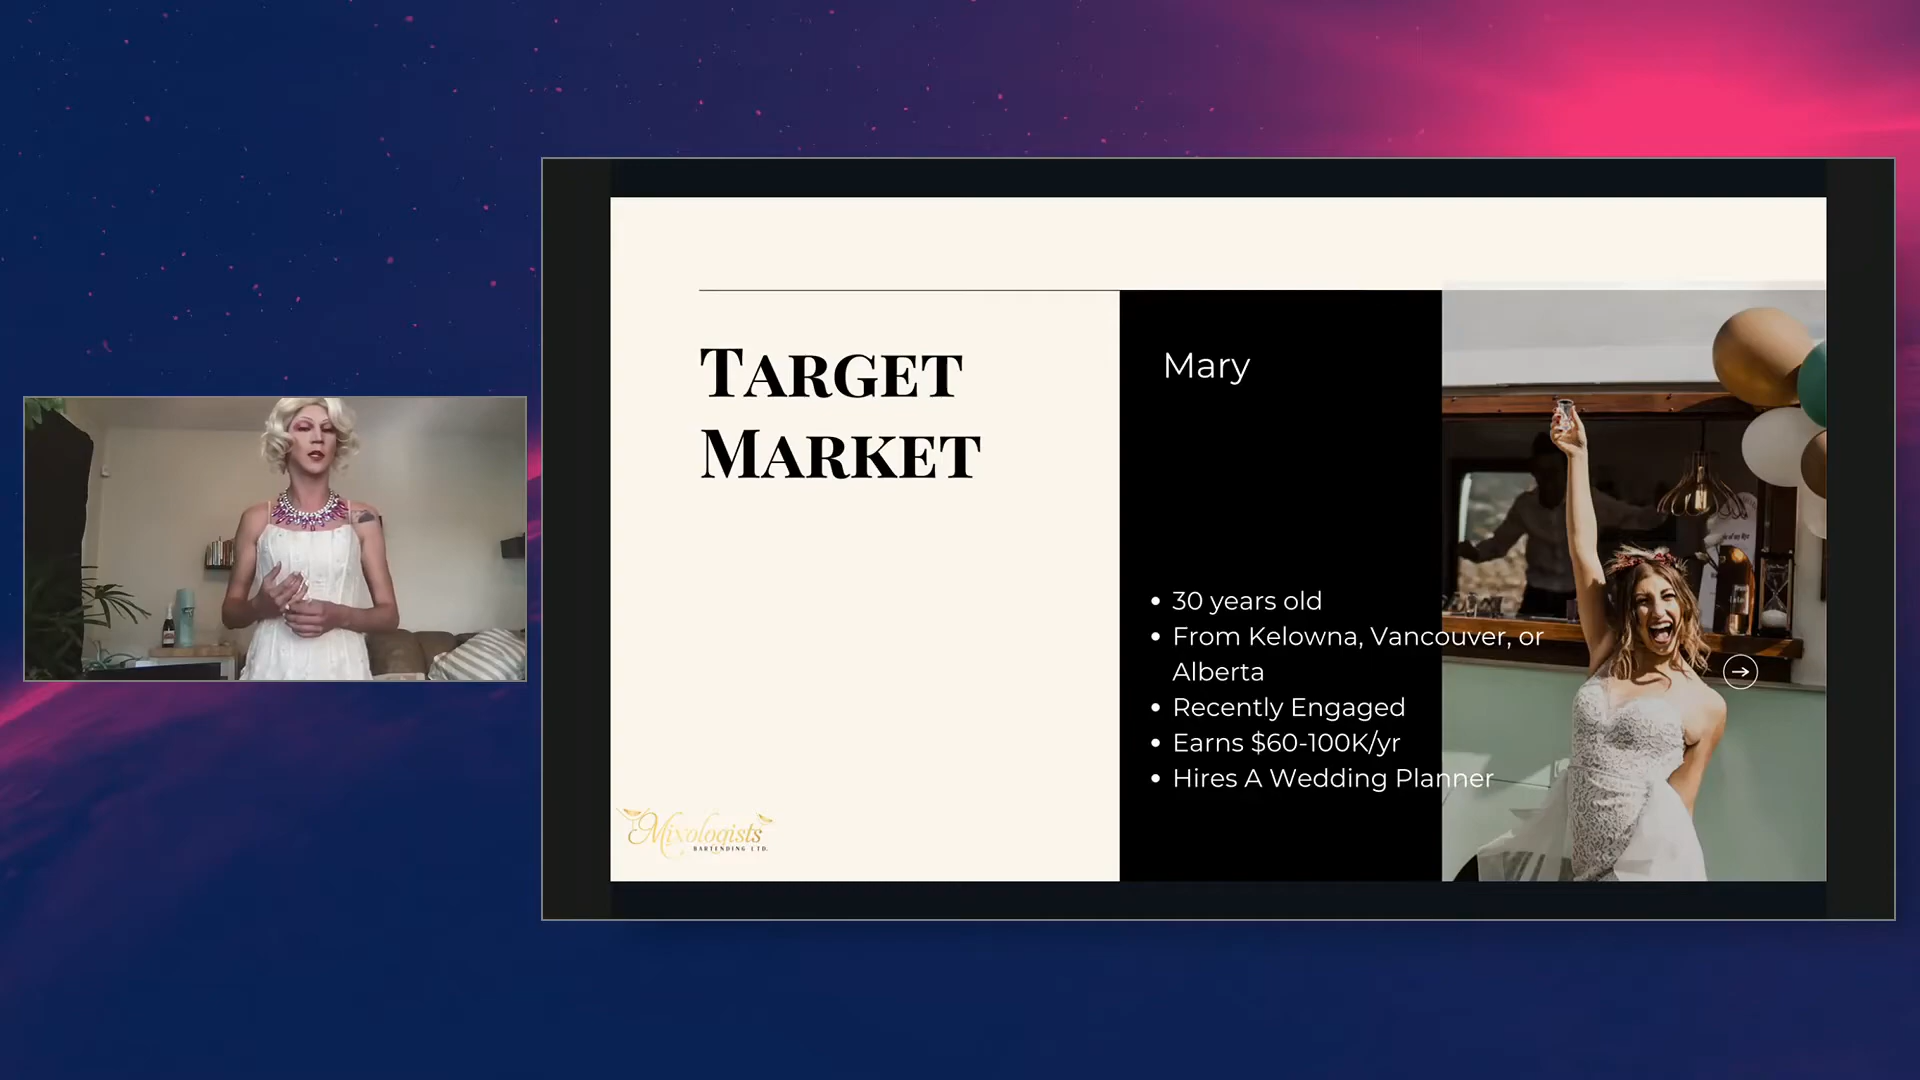 TARGET
MARKET
Mary
• 30 years old
• From Kelowna, Vancouver, or
Alberta
• Recently Engaged
• Earns $60-100K/yr
• Hires A Wedding Planner
Mixologists
BARTENDING LTD.